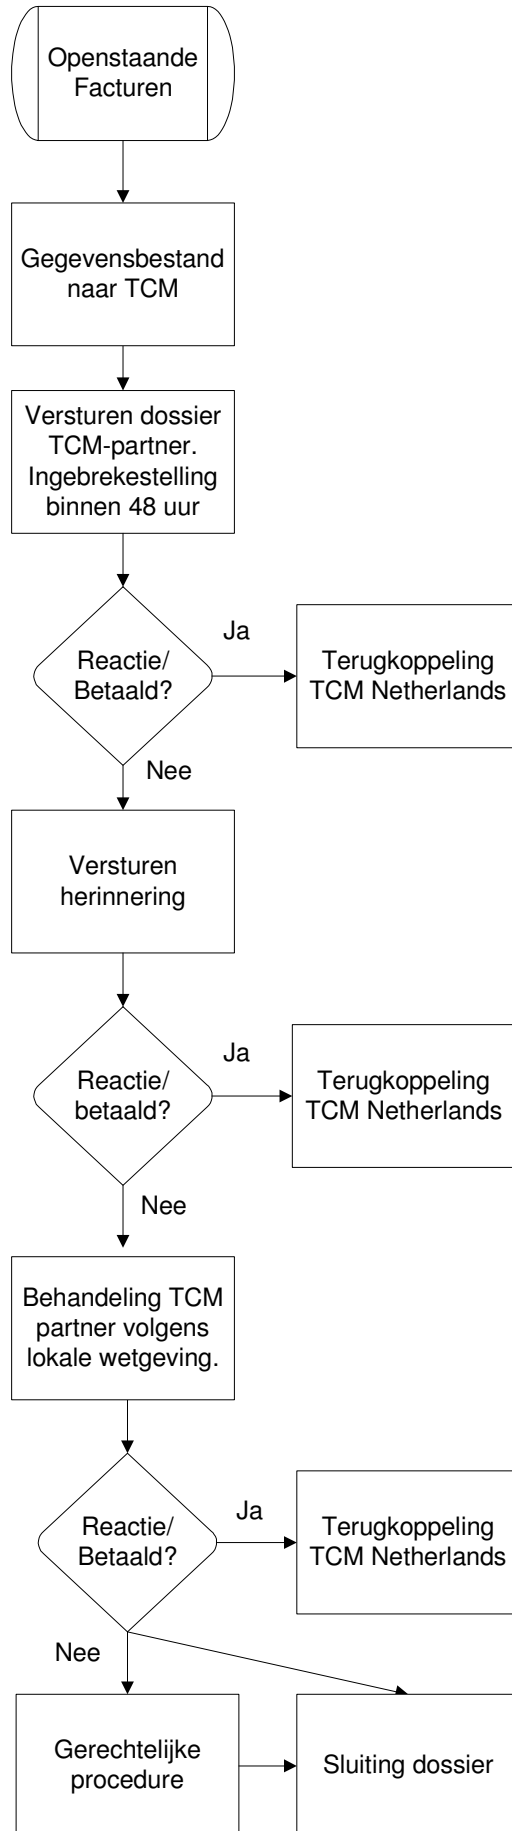 Openstaande
Facturen
Gegevensbestand
naar TCM
Versturen dossier
TCM-partner.
Ingebrekestelling
binnen 48 uur
Reactie/
Betaald?
Ja
Terugkoppeling
TCM Netherlands
Nee
Versturen
herinnering
Reactie/
betaald?
Ja
Terugkoppeling
TCM Netherlands
Nee
Behandeling TCM
partner volgens
lokale wetgeving.
Reactie/
Betaald?
Ja
Terugkoppeling
TCM Netherlands
Nee
Gerechtelijke
procedure
Sluiting dossier